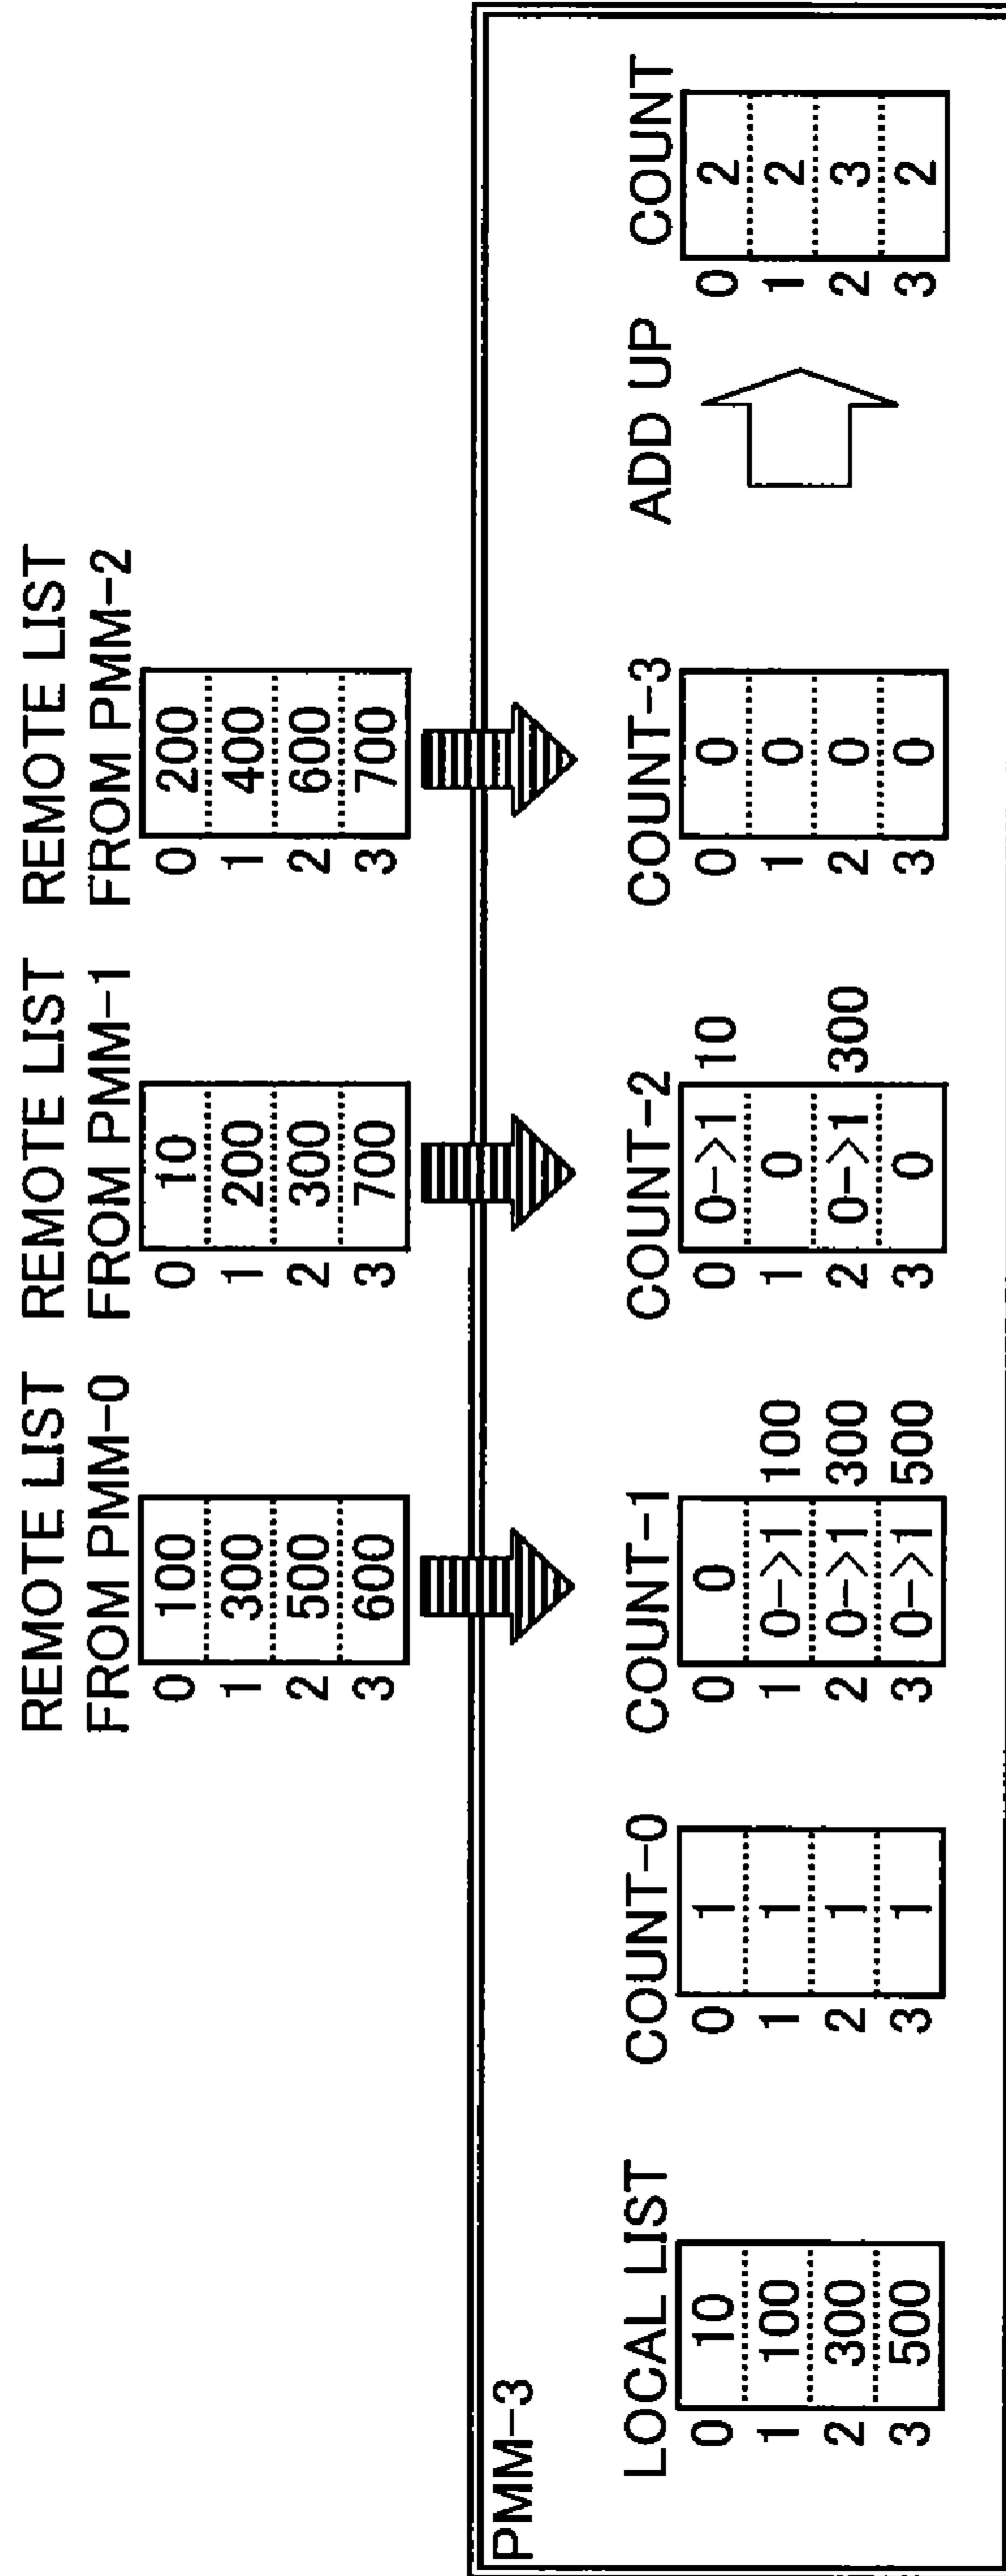 REMOTE LIST
FROM PMM-0
0 100
1 300
2 500
3 600
REMOTE LIST
FROM PMM-1
0 10
1 200
2 300
3 700
REMOTE LIST
FROM PMM-2
0 200
1 400
2 600
3 700
PMM-3
LOCAL LIST
0 10
1 100
2 300
3 500
COUNT-0
0 1
1 1
2 1
3 1
COUNT-1
0 0
1 0->1 100
2 0->1 300
3 0->1 500
COUNT-2
0 0->1 10
1 0
2 0->1 300
3 0
COUNT-3
0 0
1 0
2 0
3 0
ADD UP
COUNT
0 2
1 2
2 3
3 2